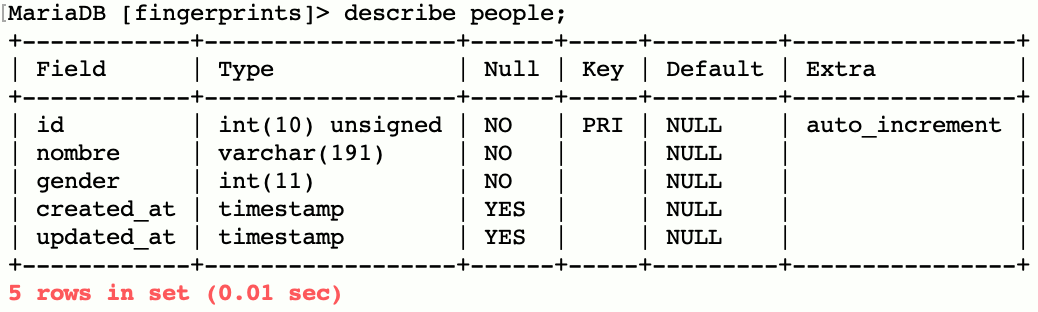 [MariaDB [fingerprints]> describe people;
+------------+------------------+------+-----+---------+----------------+
| Field      | Type             | Null | Key | Default | Extra          |
+------------+------------------+------+-----+---------+----------------+
| id         | int(10) unsigned | NO   | PRI | NULL    | auto_increment |
| nombre     | varchar(191)     | NO   |     | NULL    |                |
| gender     | int(11)          | NO   |     | NULL    |                |
| created_at | timestamp        | YES  |     | NULL    |                |
| updated_at | timestamp        | YES  |     | NULL    |                |
+------------+------------------+------+-----+---------+----------------+
5 rows in set (0.01 sec)